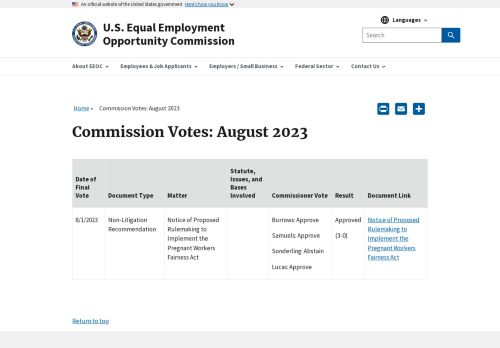 An official website of the United States government Here's how you know
U.S. Equal Employment
Opportunity Commission
Languages
Search
About EEOC
Employees & Job Applicants
Employers / Small Business
Federal Sector
Contact Us
Home » Commission Votes: August 2023
Commission Votes: August 2023
Date of Final Vote
Document Type
Matter
Statute, Issues, and Bases Involved
Commissioner Vote
Result
Document Link
8/1/2023
Non-Litigation Recommendation
Notice of Proposed Rulemaking to Implement the Pregnant Workers Fairness Act
Burrows: Approve
Samuels: Approve
Sonderling: Abstain
Lucas: Approve
Approved
(3-0)
Notice of Proposed Rulemaking to Implement the Pregnant Workers Fairness Act
Return to top